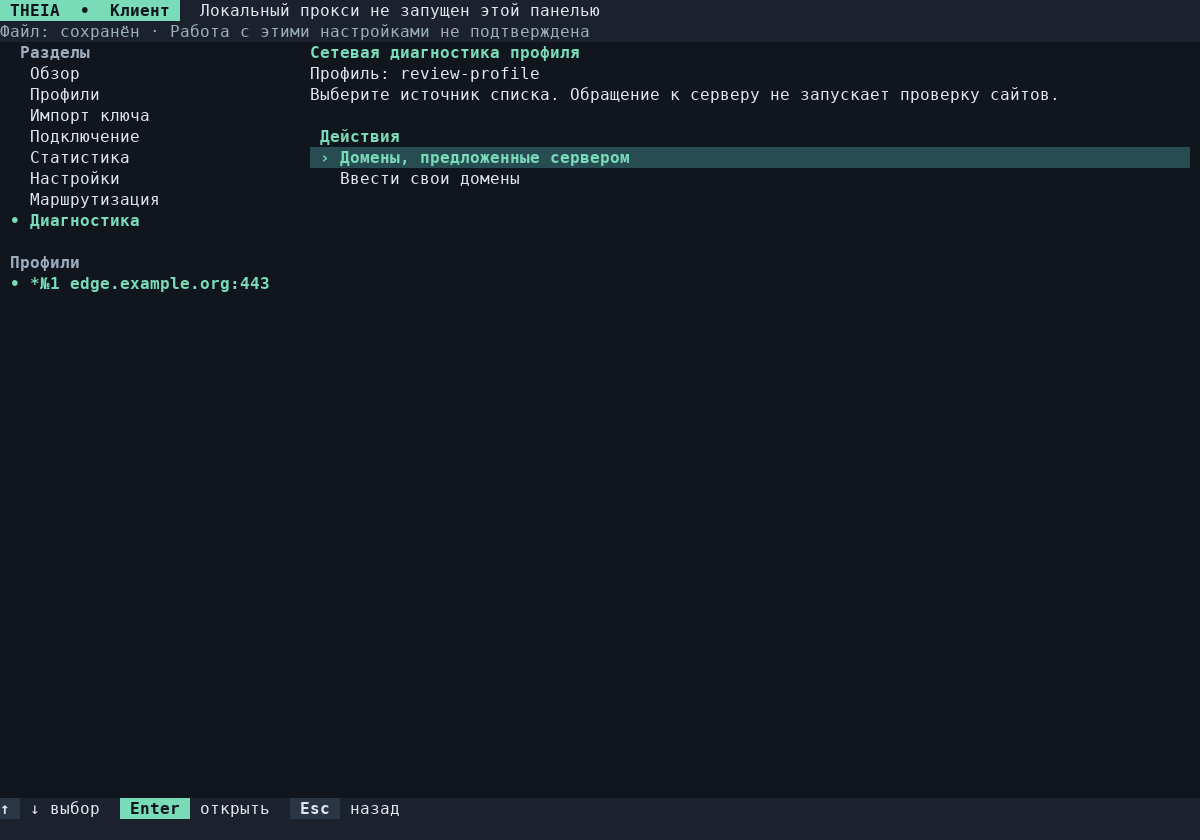 THEIA • Клиент Локальный прокси не запущен этой панелью
Файл: сохранён · Работа с этими настройками не подтверждена
Разделы
Обзор
Профили
Импорт ключа
Подключение
Статистика
Настройки
Маршрутизация
• Диагностика
Профили
• *№1 edge.example.org:443
Сетевая диагностика профиля
Профиль: review-profile
Выберите источник списка. Обращение к серверу не запускает проверку сайтов.
Действия
› Домены, предложенные сервером
Ввести свои домены
↑ ↓ выбор Enter открыть Esc назад